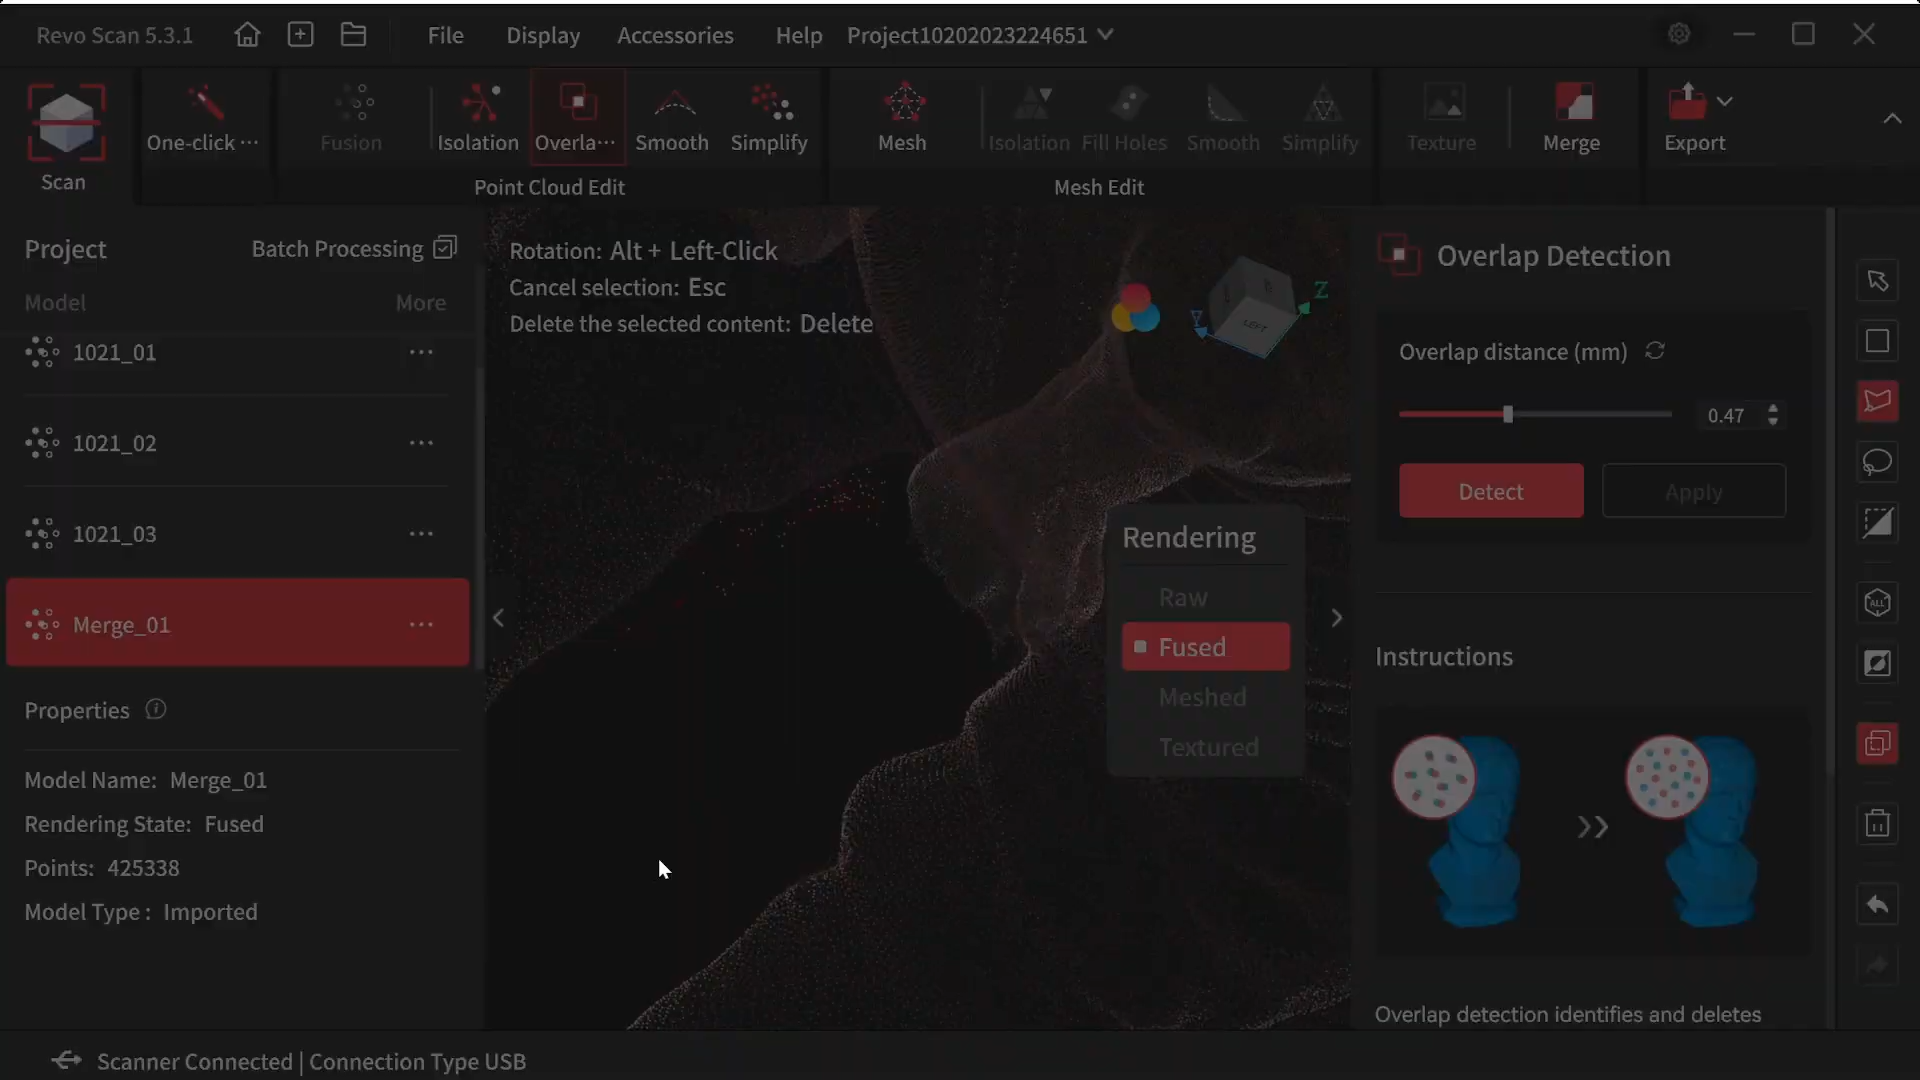 Revo Scan 5.3.1
File Display Accessories Help Project10202023224651
Scan
One-click ···
Fusion
Isolation
Overla···
Smooth
Simplify
Point Cloud Edit
Mesh
Isolation
Fill Holes
Smooth
Simplify
Mesh Edit
Texture
Merge
Export
Project
Batch Processing
Model
More
1021_01
1021_02
1021_03
Merge_01
Properties
Model Name: Merge_01
Rendering State: Fused
Points: 425338
Model Type : Imported
Rotation: Alt + Left-Click
Cancel selection: Esc
Delete the selected content: Delete
Z
Y
LEFT
Rendering
Raw
Fused
Meshed
Textured
Overlap Detection
Overlap distance (mm)
0.47
Detect
Apply
Instructions
Overlap detection identifies and deletes
ALL
Scanner Connected | Connection Type USB